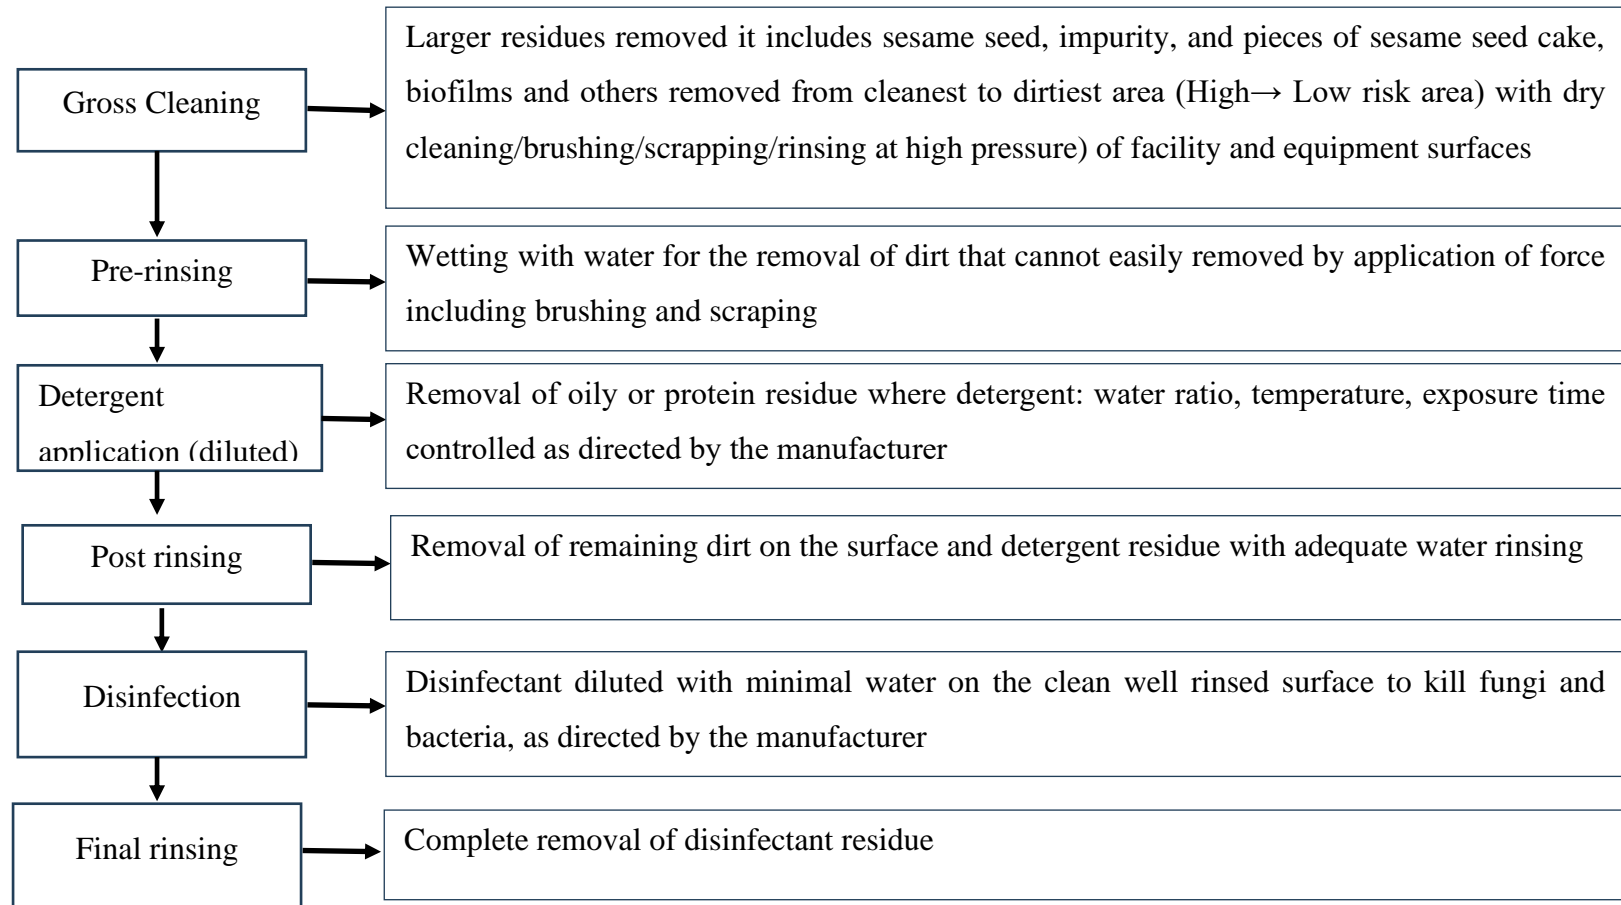 Gross Cleaning
Larger residues removed it includes sesame seed, impurity, and pieces of sesame seed cake,
biofilms and others removed from cleanest to dirtiest area (High→ Low risk area) with dry
cleaning/brushing/scrapping/rinsing at high pressure) of facility and equipment surfaces
Pre-rinsing
Wetting with water for the removal of dirt that cannot easily removed by application of force
including brushing and scraping
Detergent
application (diluted)
Removal of oily or protein residue where detergent: water ratio, temperature, exposure time
controlled as directed by the manufacturer
Post rinsing
Removal of remaining dirt on the surface and detergent residue with adequate water rinsing
Disinfection
Disinfectant diluted with minimal water on the clean well rinsed surface to kill fungi and
bacteria, as directed by the manufacturer
Final rinsing
Complete removal of disinfectant residue